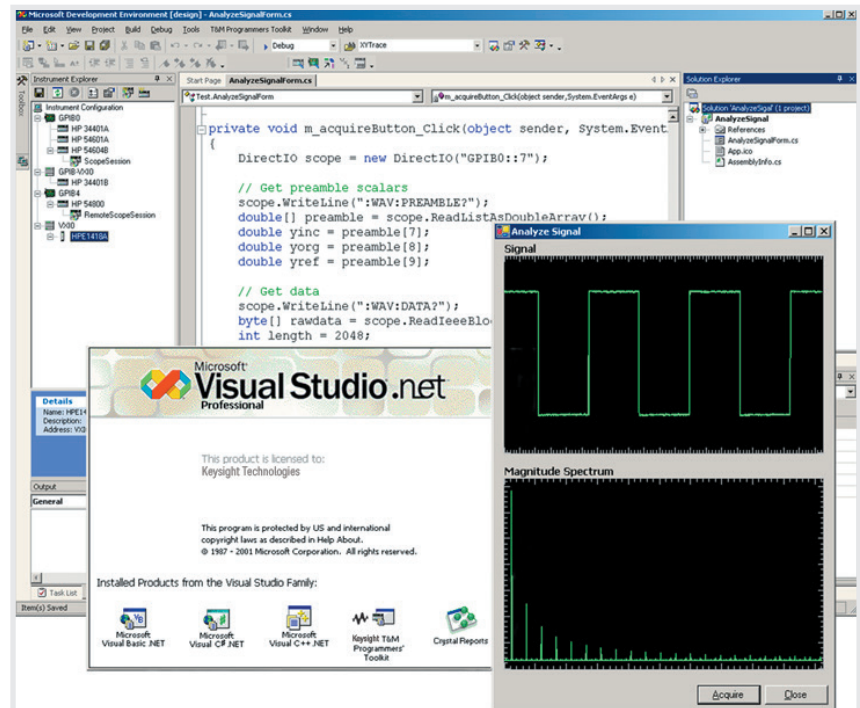 Microsoft Development Environment [design] - AnalyzeSignalForm.cs
File Edit View Project Build Debug Tools T&M Programmers Toolkit Window Help
Debug
XYTrace
Toolbox
Instrument Explorer
Instrument Configuration
GPIB0
HP 34401A
HP 54601A
HP 54604B
ScopeSession
GPIB-VXI0
HP 34401B
GPIB4
HP 54800
RemoteScopeSession
VXI0
HPE1418A
Start Page AnalyzeSignalForm.cs
Test.AnalyzeSignalForm
m_acquireButton_Click(object sender,System.EventArgs e)
private void m_acquireButton_Click(object sender, System.Event
{
DirectIO scope = new DirectIO("GPIB0::7");
// Get preamble scalars
scope.WriteLine(":WAV:PREAMBLE?");
double[] preamble = scope.ReadListAsDoubleArray();
double yinc = preamble[7];
double yorg = preamble[8];
double yref = preamble[9];
// Get data
scope.WriteLine(":WAV:DATA?");
byte[] rawdata = scope.ReadIeeeBlo
int length = 2048;
Solution Explorer
Solution 'AnalyzeSigal' (1 project)
AnalyzeSignal
References
AnalyzeSignalForm.cs
App.ico
AssemblyInfo.cs
Details
Name: HPE14
Description:
Address: VXI0
Output
General
Task List
Item(s) Saved
Microsoft
Visual Studio .net
Professional
This product is licensed to:
Keysight Technologies
This program is protected by US and international
copyright laws as described in Help About.
© 1987 - 2001 Microsoft Corporation. All rights reserved.
Installed Products from the Visual Studio Family:
Microsoft
Visual Basic .NET
Microsoft
Visual C# .NET
Microsoft
Visual C++ .NET
Keysight T&M
Programmers'
Toolkit
Crystal Reports
Analyze Signal
Signal
Magnitude Spectrum
Acquire
Close